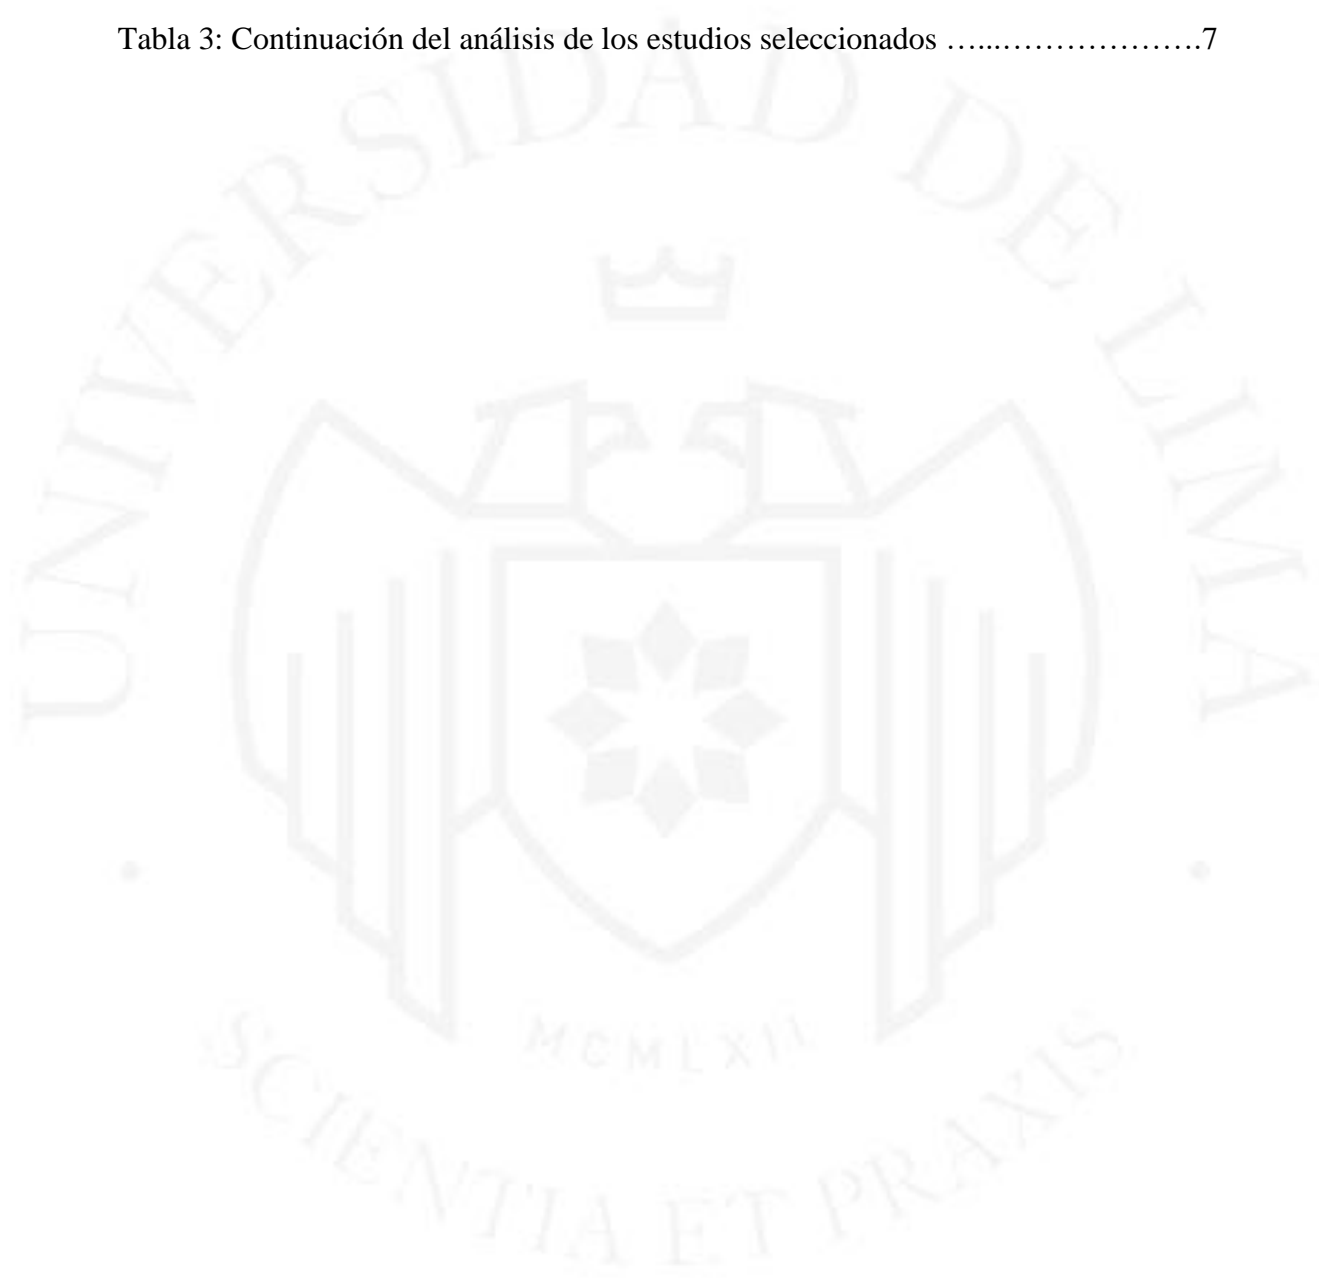 Tabla 3: Continuación del análisis de los estudios seleccionados …...……………….7
UNIVERSIDAD DE LIMA
MCMLXII
SCIENTIA ET PRAXIS